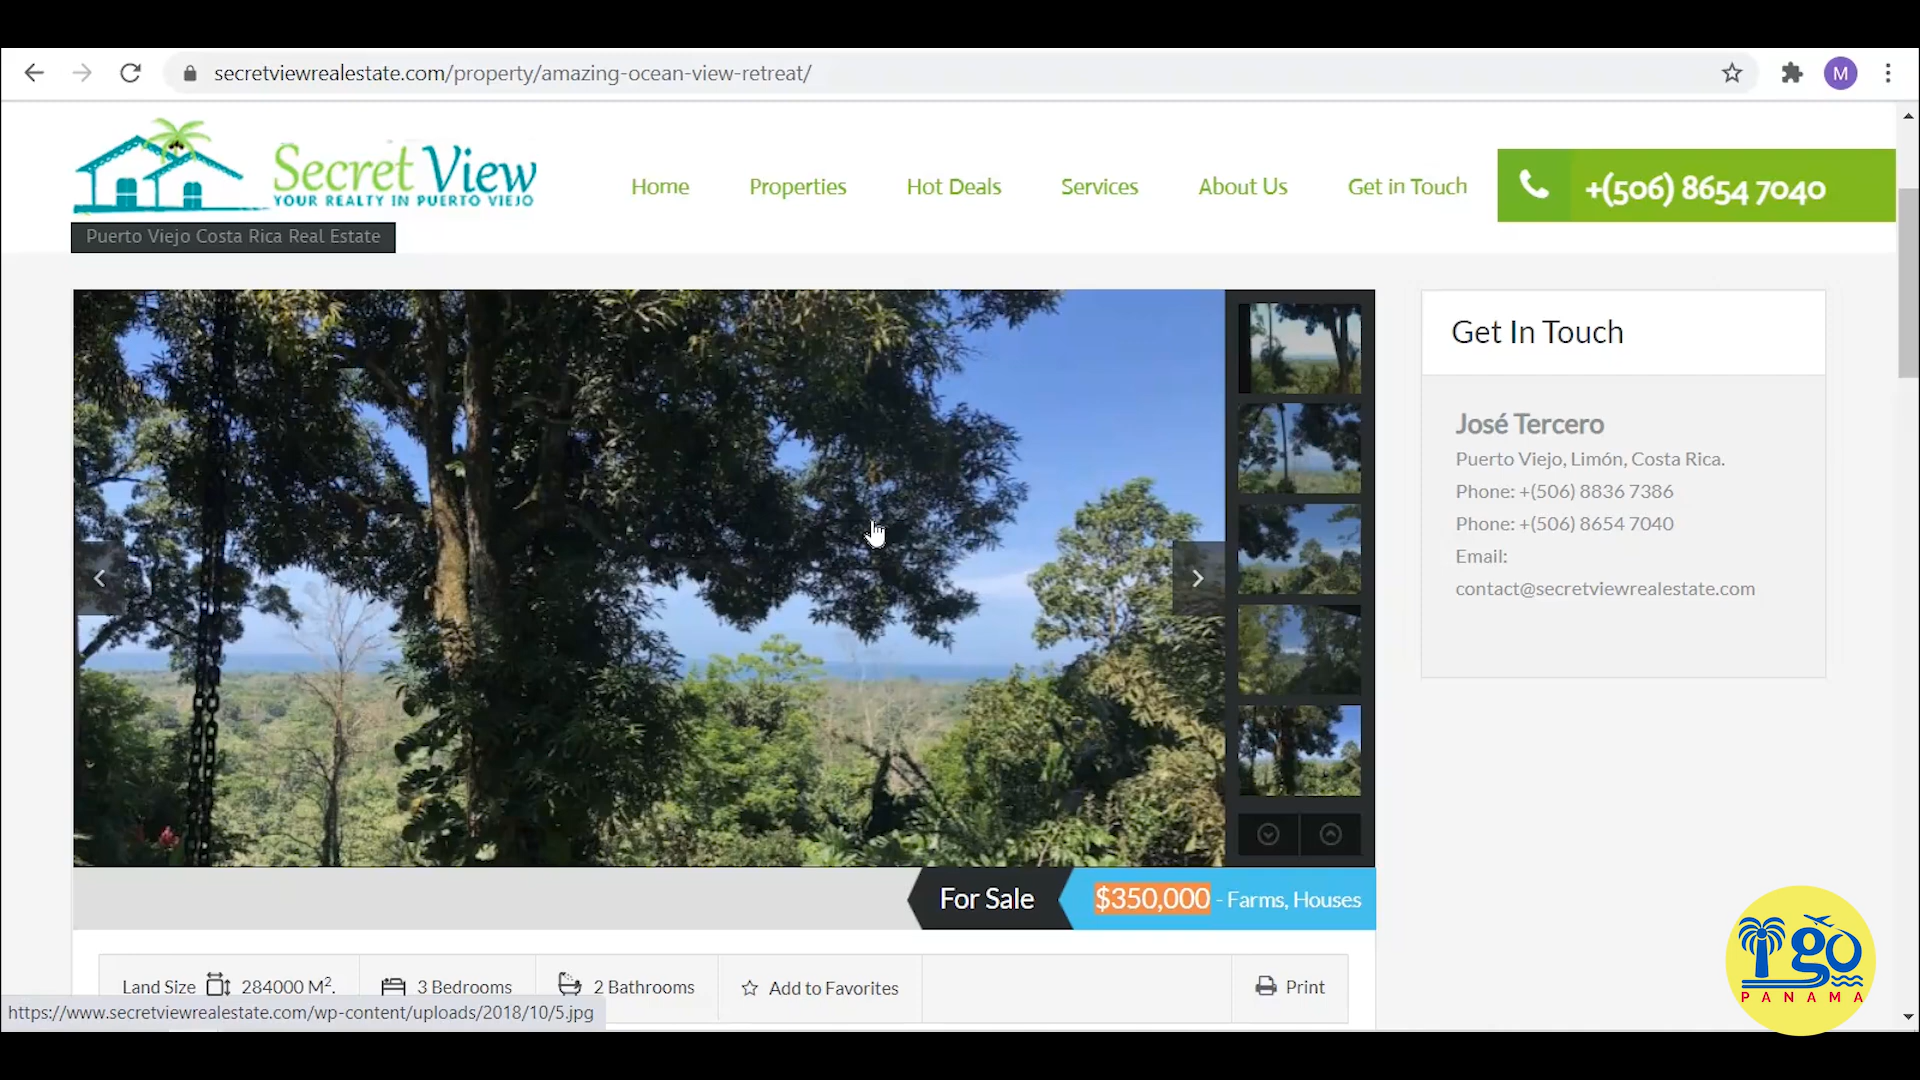 secretviewrealestate.com/property/amazing-ocean-view-retreat/
M
Secret View
YOUR REALTY IN PUERTO VIEJO
Puerto Viejo Costa Rica Real Estate
Home
Properties
Hot Deals
Services
About Us
Get in Touch
+(506) 8654 7040
Get In Touch
José Tercero
Puerto Viejo, Limón, Costa Rica.
Phone: +(506) 8836 7386
Phone: +(506) 8654 7040
Email:
contact@secretviewrealestate.com
For Sale
$350,000 - Farms, Houses
Land Size 284000 M².
3 Bedrooms
2 Bathrooms
Add to Favorites
Print
https://www.secretviewrealestate.com/wp-content/uploads/2018/10/5.jpg
go
PANAMA